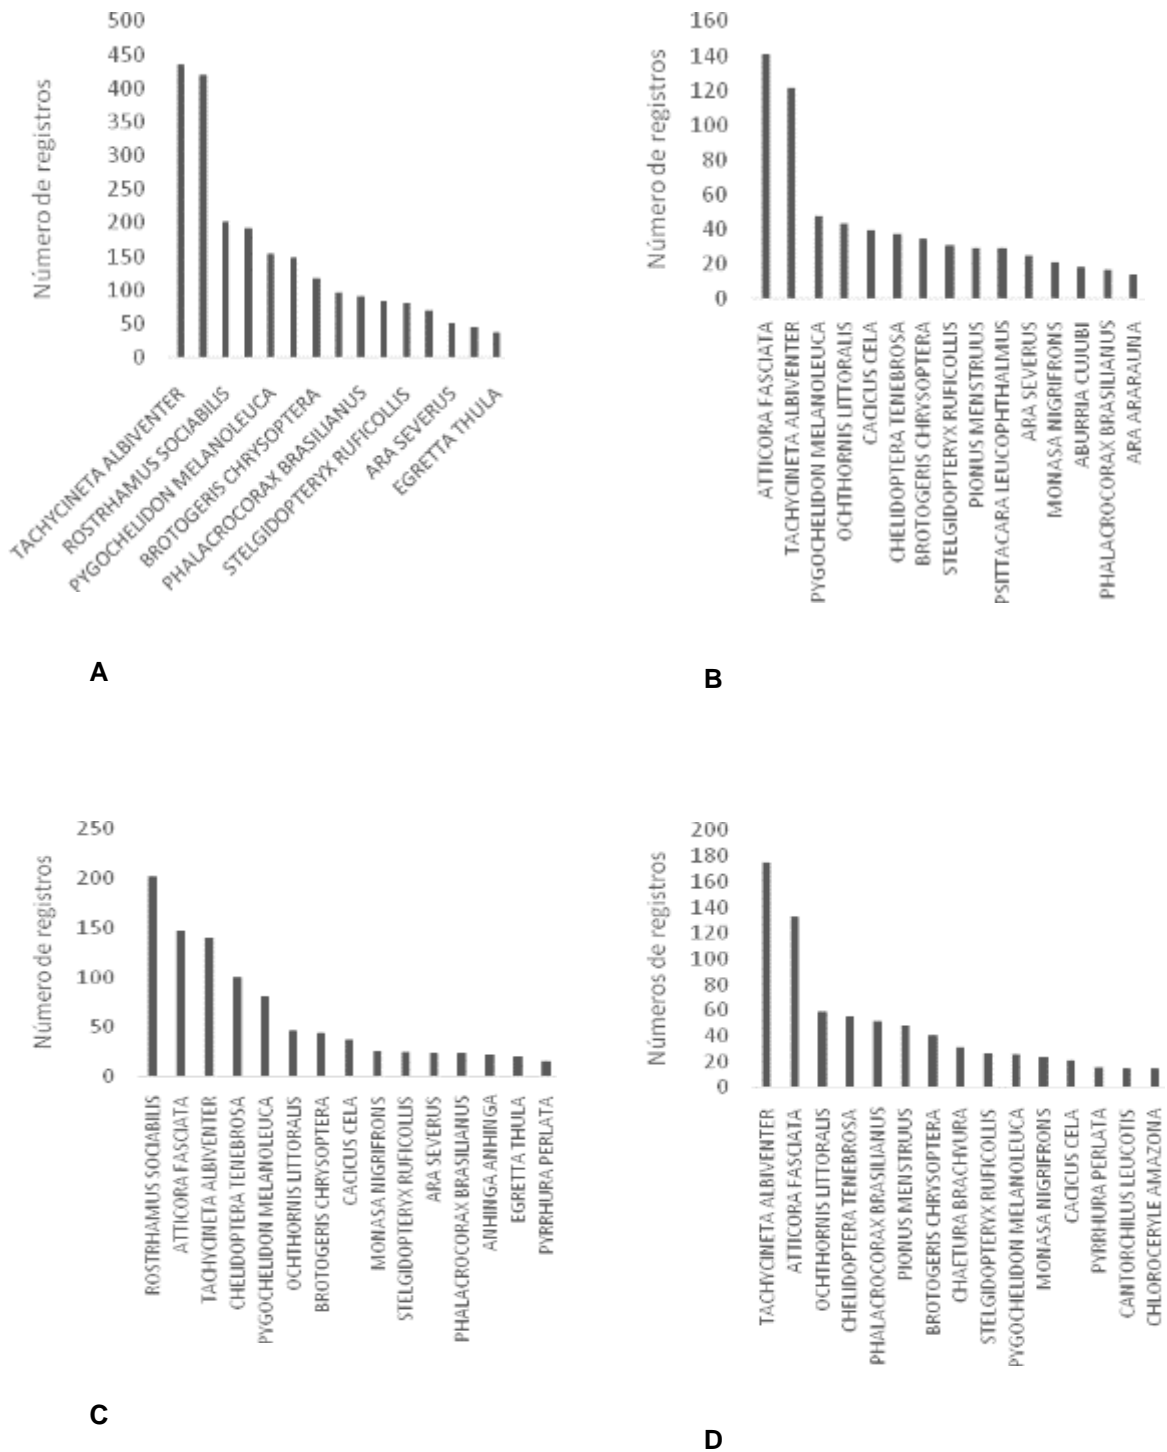 500
450
400
350
300
250
200
150
100
50
0
Número de registros
TACHYCINETA ALBIVENTER
ROSTRHAMUS SOCIABILIS
PYGOCHELIDON MELANOLEUCA
BROTOGERIS CHRYSOPTERA
PHALACROCORAX BRASILIANUS
STELGIDOPTERYX RUFICOLLIS
ARA SEVERUS
EGRETTA THULA
A
160
140
120
100
80
60
40
20
0
Número de registros
ATTICORA FASCIATA
TACHYCINETA ALBIVENTER
PYGOCHELIDON MELANOLEUCA
OCHTHORNIS LITTORALIS
CACICUS CELA
CHELIDOPTERA TENEBROSA
BROTOGERIS CHRYSOPTERA
STELGIDOPTERYX RUFICOLLIS
PIONUS MENSTRUUS
PSITTACARA LEUCOPHTHALMUS
ARA SEVERUS
MONASA NIGRIFRONS
ABURRIA CUJUBI
PHALACROCORAX BRASILIANUS
ARA ARARAUNA
B
250
200
150
100
50
0
Número de registros
ROSTRHAMUS SOCIABILIS
ATTICORA FASCIATA
TACHYCINETA ALBIVENTER
CHELIDOPTERA TENEBROSA
PYGOCHELIDON MELANOLEUCA
OCHTHORNIS LITTORALIS
BROTOGERIS CHRYSOPTERA
CACICUS CELA
MONASA NIGRIFRONS
STELGIDOPTERYX RUFICOLLIS
ARA SEVERUS
PHALACROCORAX BRASILIANUS
ANHINGA ANHINGA
EGRETTA THULA
PYRRHURA PERLATA
C
200
180
160
140
120
100
80
60
40
20
0
Números de registros
TACHYCINETA ALBIVENTER
ATTICORA FASCIATA
OCHTHORNIS LITTORALIS
CHELIDOPTERA TENEBROSA
PHALACROCORAX BRASILIANUS
PIONUS MENSTRUUS
BROTOGERIS CHRYSOPTERA
CHAETURA BRACHYURA
STELGIDOPTERYX RUFICOLLIS
PYGOCHELIDON MELANOLEUCA
MONASA NIGRIFRONS
CACICUS CELA
PYRRHURA PERLATA
CANTORCHILUS LEUCOTIS
CHLOROCERYLE AMAZONA
D